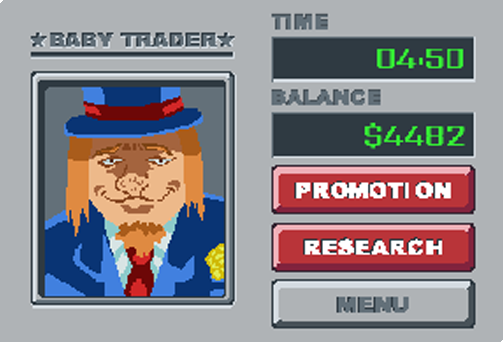 ★BABY TRADER★
TIME
04:50
BALANCE
$4482
PROMOTION
RESEARCH
MENU